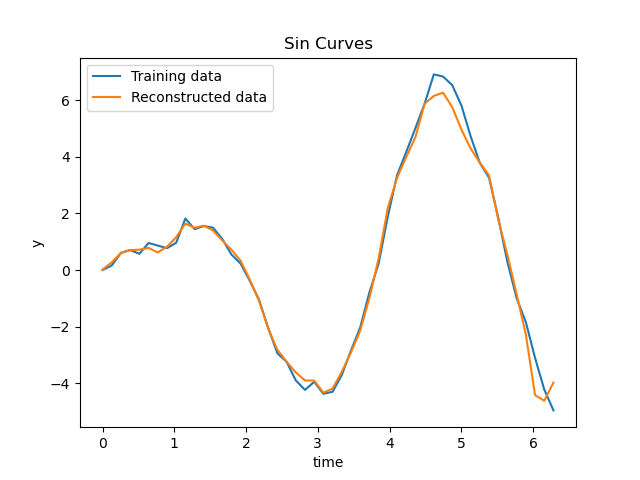 Sin Curves
Training data
Reconstructed data
6
4
2
0
−2
−4
y
0 1 2 3 4 5 6
time